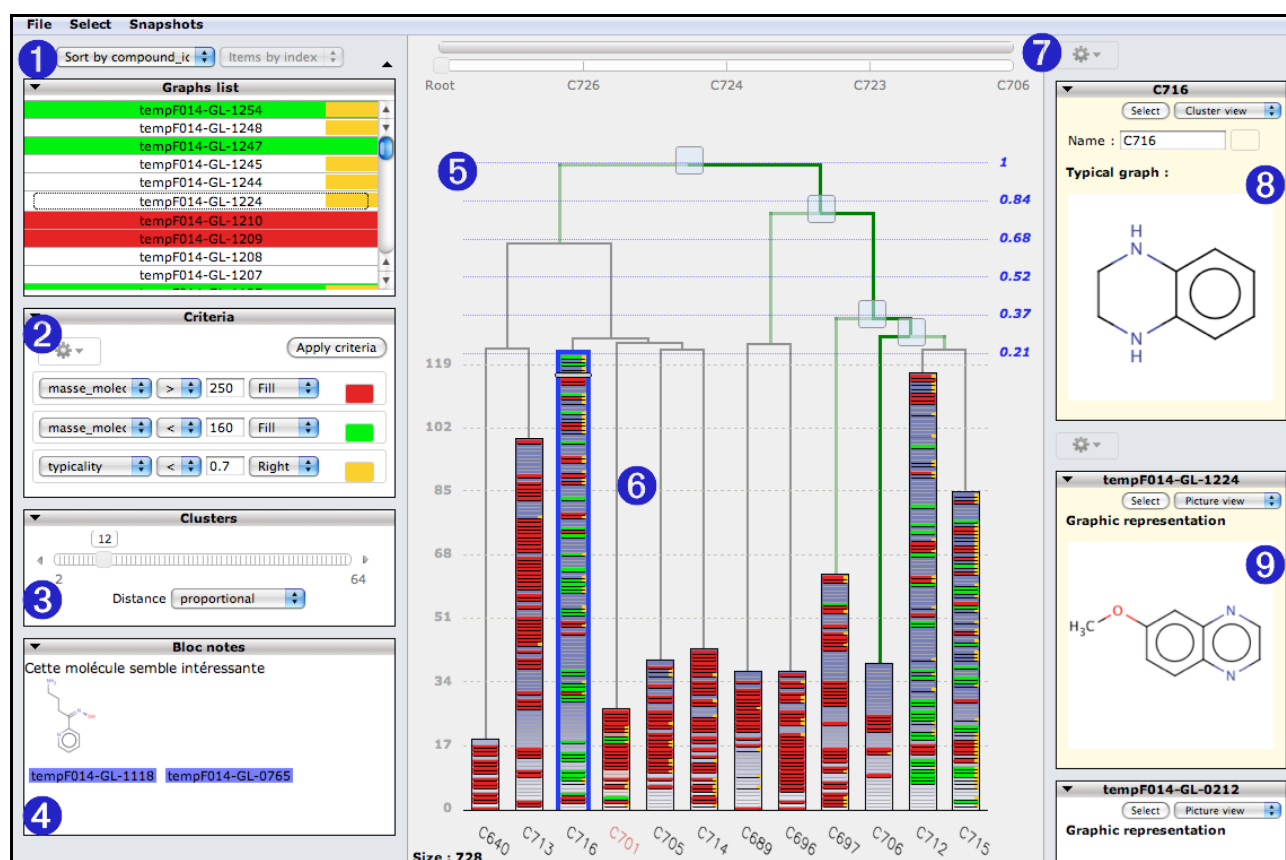 File Select Snapshots
1
Sort by compound_ic
Items by index
Graphs list
tempF014-GL-1254
tempF014-GL-1248
tempF014-GL-1247
tempF014-GL-1245
tempF014-GL-1244
tempF014-GL-1224
tempF014-GL-1210
tempF014-GL-1209
tempF014-GL-1208
tempF014-GL-1207
Criteria
2
Apply criteria
masse_molec > 250 Fill
masse_molec < 160 Fill
typicality < 0.7 Right
Clusters
12
2 64
3
Distance proportional
Bloc notes
Cette molécule semble intéressante
tempF014-GL-1118 tempF014-GL-0765
4
Root C726 C724 C723 C706
5
1
0.84
0.68
0.52
0.37
0.21
119
102
85
6
68
51
34
17
0
C640 C713 C716 C701 C705 C714 C689 C696 C697 C706 C712 C715
Size : 728
7
C716
Select Cluster view
Name : C716
Typical graph :
8
H
N
N
H
tempF014-GL-1224
Select Picture view
Graphic representation
9
H3C O N
N
tempF014-GL-0212
Select Picture view
Graphic representation